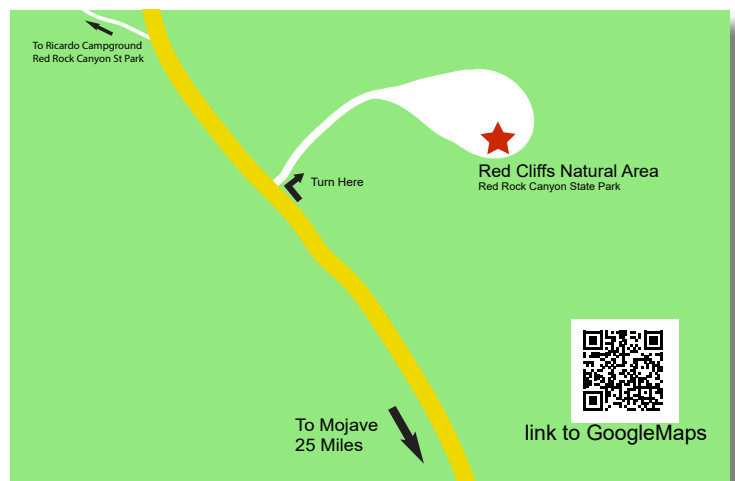 To Ricardo Campground
Red Rock Canyon St Park
Turn Here
Red Cliffs Natural Area
Red Rock Canyon State Park
To Mojave
25 Miles
link to GoogleMaps